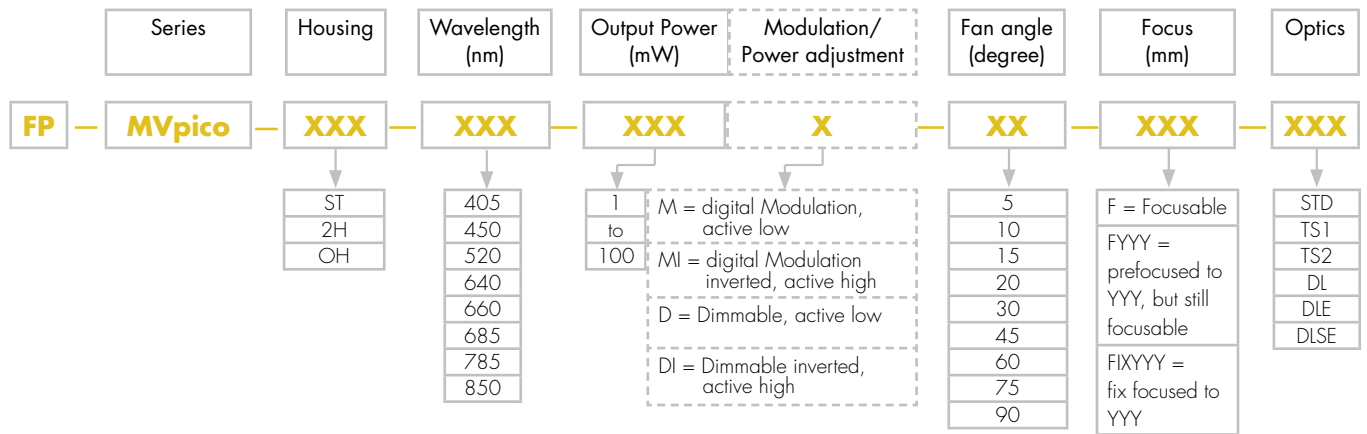 Series
Housing
Wavelength
(nm)
Output Power
(mW)
Modulation/
Power adjustment
Fan angle
(degree)
Focus
(mm)
Optics
FP — MVpico — XXX — XXX — XXX X — XX — XXX — XXX
ST
2H
OH
405
450
520
640
660
685
785
850
1
to
100
M = digital Modulation,
active low
MI = digital Modulation
inverted, active high
D = Dimmable, active low
DI = Dimmable inverted,
active high
5
10
15
20
30
45
60
75
90
F = Focusable
FYYY =
prefocused to
YYY, but still
focusable
FIXYYY =
fix focused to
YYY
STD
TS1
TS2
DL
DLE
DLSE